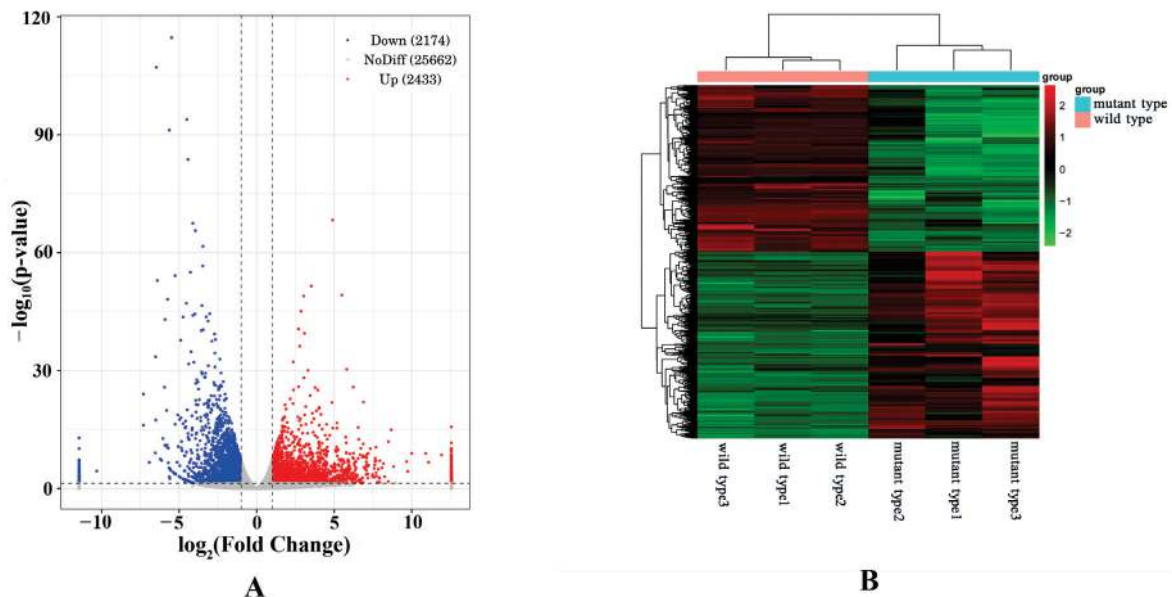 120
90
60
30
0
−log10(p-value)
Down (2174)
NoDiff (25662)
Up (2433)
−10
−5
0
5
10
log2(Fold Change)
A
group
2
1
0
−1
−2
group
mutant type
wild type
wild type3
wild type1
wild type2
mutant type2
mutant type1
mutant type3
B